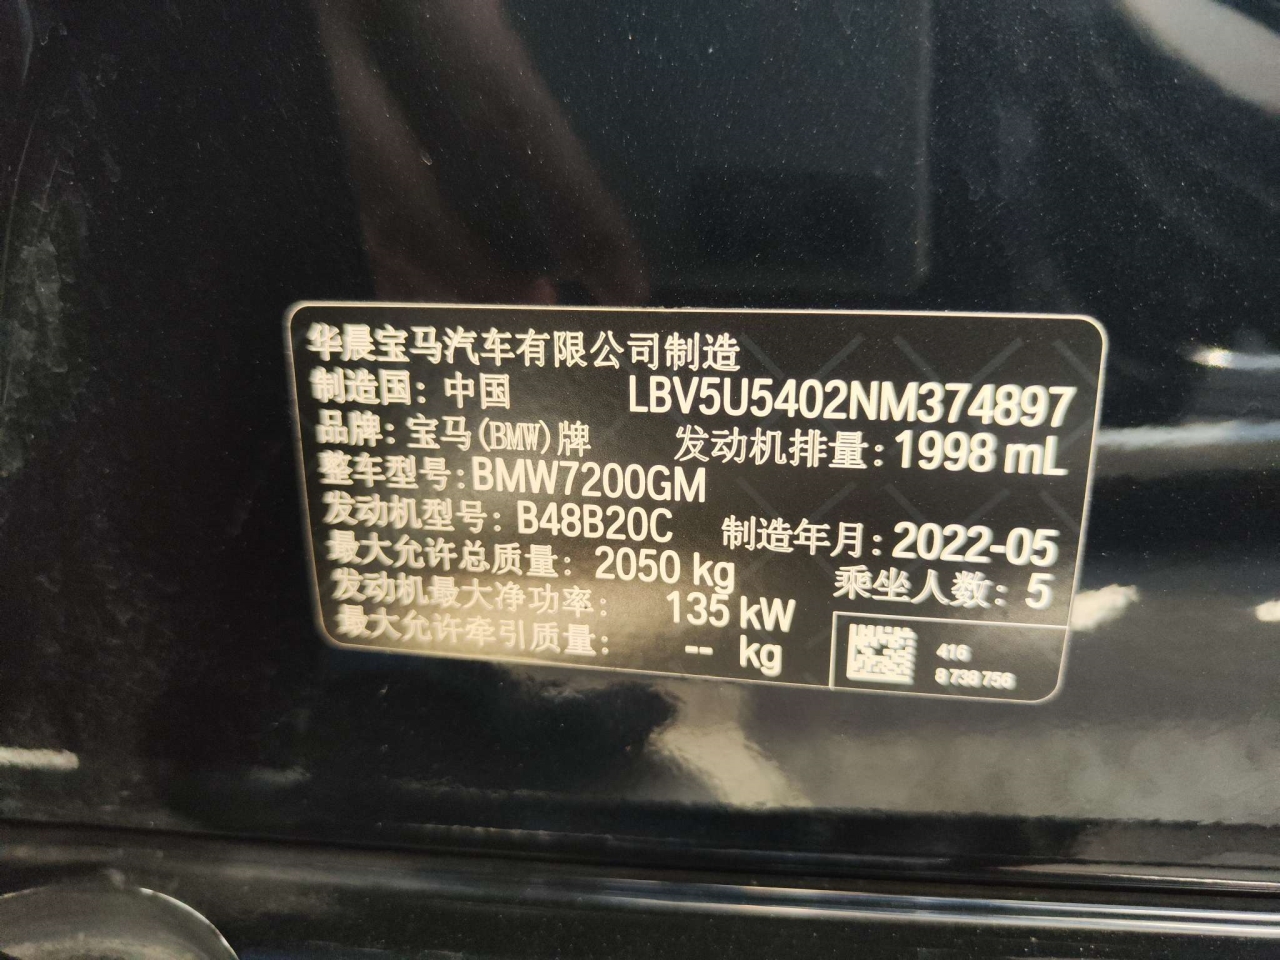 华晨宝马汽车有限公司制造
制造国: 中国 LBV5U5402NM374897
品牌: 宝马(BMW)牌 发动机排量: 1998 mL
整车型号: BMW7200GM
发动机型号: B48B20C 制造年月: 2022-05
最大允许总质量: 2050 kg 乘坐人数: 5
发动机最大净功率: 135 kW
最大允许牵引质量: -- kg
416
8 738 756